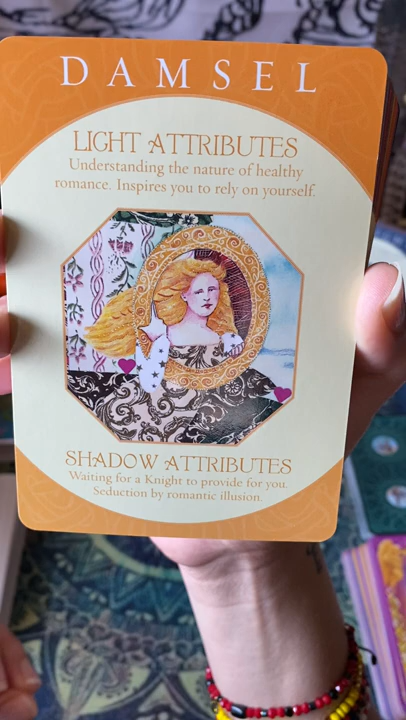 DAMSEL
LIGHT ATTRIBUTES
Understanding the nature of healthy
romance. Inspires you to rely on yourself.
SHADOW ATTRIBUTES
Waiting for a Knight to provide for you.
Seduction by romantic illusion.